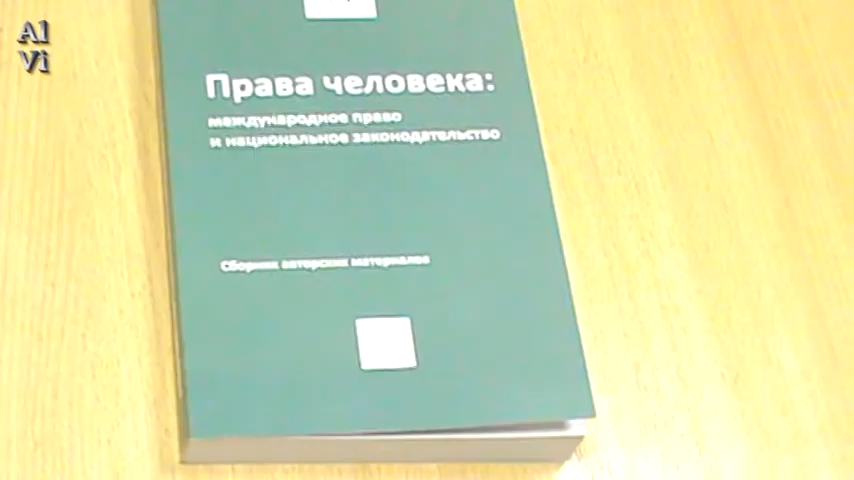 Al
Vi
Права человека:
международное право
и национальное законодательство
Сборник авторских материалов